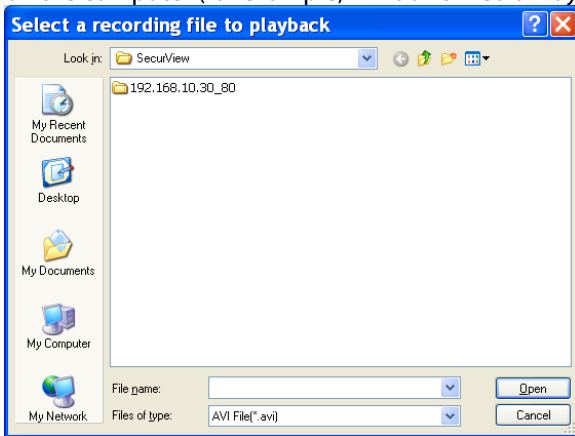 Select a recording file to playback
Look in:
SecurView
192.168.10.30_80
My Recent
Documents
Desktop
My Documents
My Computer
My Network
File name:
Open
Files of type:
AVI File(*.avi)
Cancel